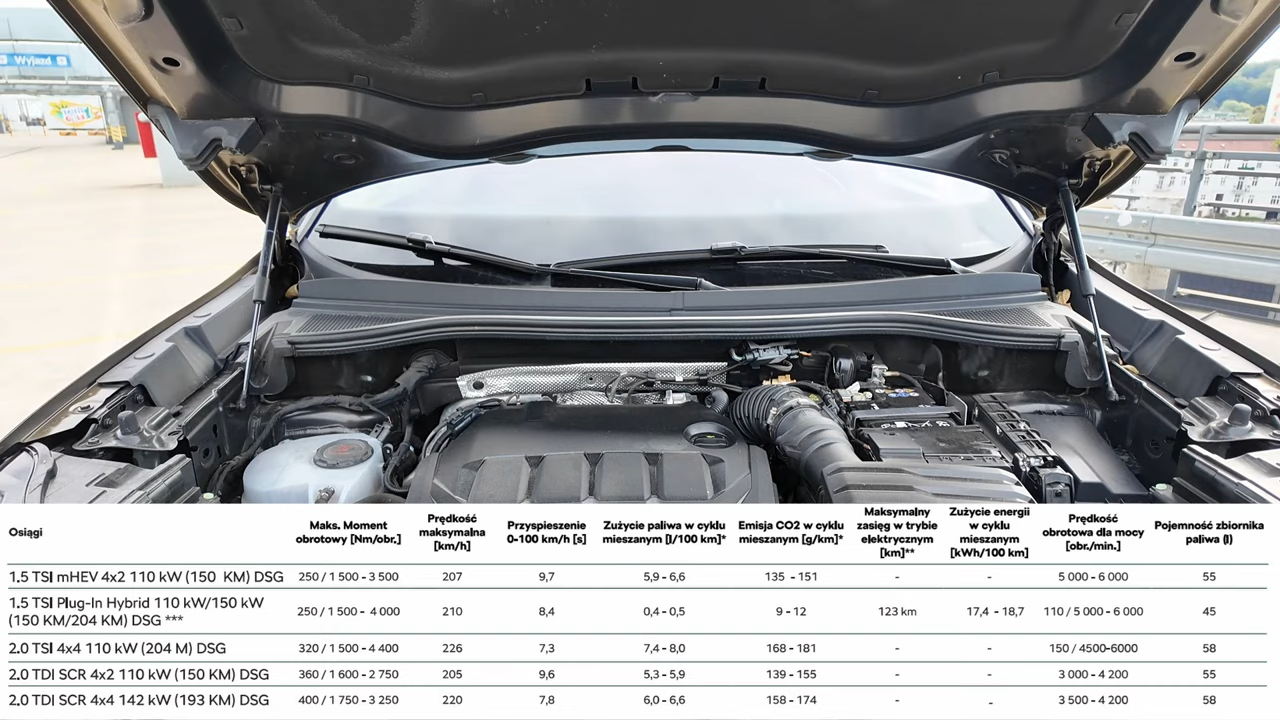 Wyjazd
Osiągi
Maks. Moment
obrotowy [Nm/obr.]
Prędkość
maksymalna
[km/h]
Przyspieszenie
0-100 km/h [s]
Zużycie paliwa w cyklu
mieszanym [l/100 km]*
Emisja CO2 w cyklu
mieszanym [g/km]*
Maksymalny
zasięg w trybie
elektrycznym
[km]**
Zużycie energii
w cyklu
mieszanym
[kWh/100 km]
Prędkość
obrotowa dla mocy
[obr./min.]
Pojemność zbiornika
paliwa (l)
1.5 TSI mHEV 4x2 110 kW (150 KM) DSG 250 / 1 500 - 3 500 207 9,7 5,9 - 6,6 135 - 151 - - 5 000 - 6 000 55
1.5 TSI Plug-In Hybrid 110 kW/150 kW
(150 KM/204 KM) DSG *** 250 / 1 500 - 4 000 210 8,4 0,4 - 0,5 9 - 12 123 km 17,4 - 18,7 110 / 5 000 - 6 000 45
2.0 TSI 4x4 110 kW (204 M) DSG 320 / 1 500 - 4 400 226 7,3 7,4 - 8,0 168 - 181 - - 150 / 4500-6000 58
2.0 TDI SCR 4x2 110 kW (150 KM) DSG 360 / 1 600 - 2 750 205 9,6 5,3 - 5,9 139 - 155 - - 3 000 - 4 200 55
2.0 TDI SCR 4x4 142 kW (193 KM) DSG 400 / 1 750 - 3 250 220 7,8 6,0 - 6,6 158 - 174 - - 3 500 - 4 200 58